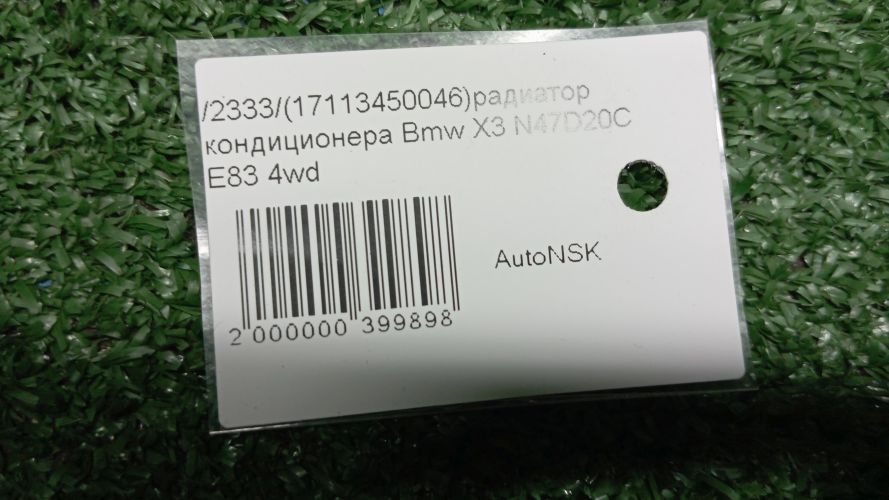 /2333/(17113450046)радиатор
кондиционера Bmw X3 N47D20C
E83 4wd
AutoNSK
2 000000 399898